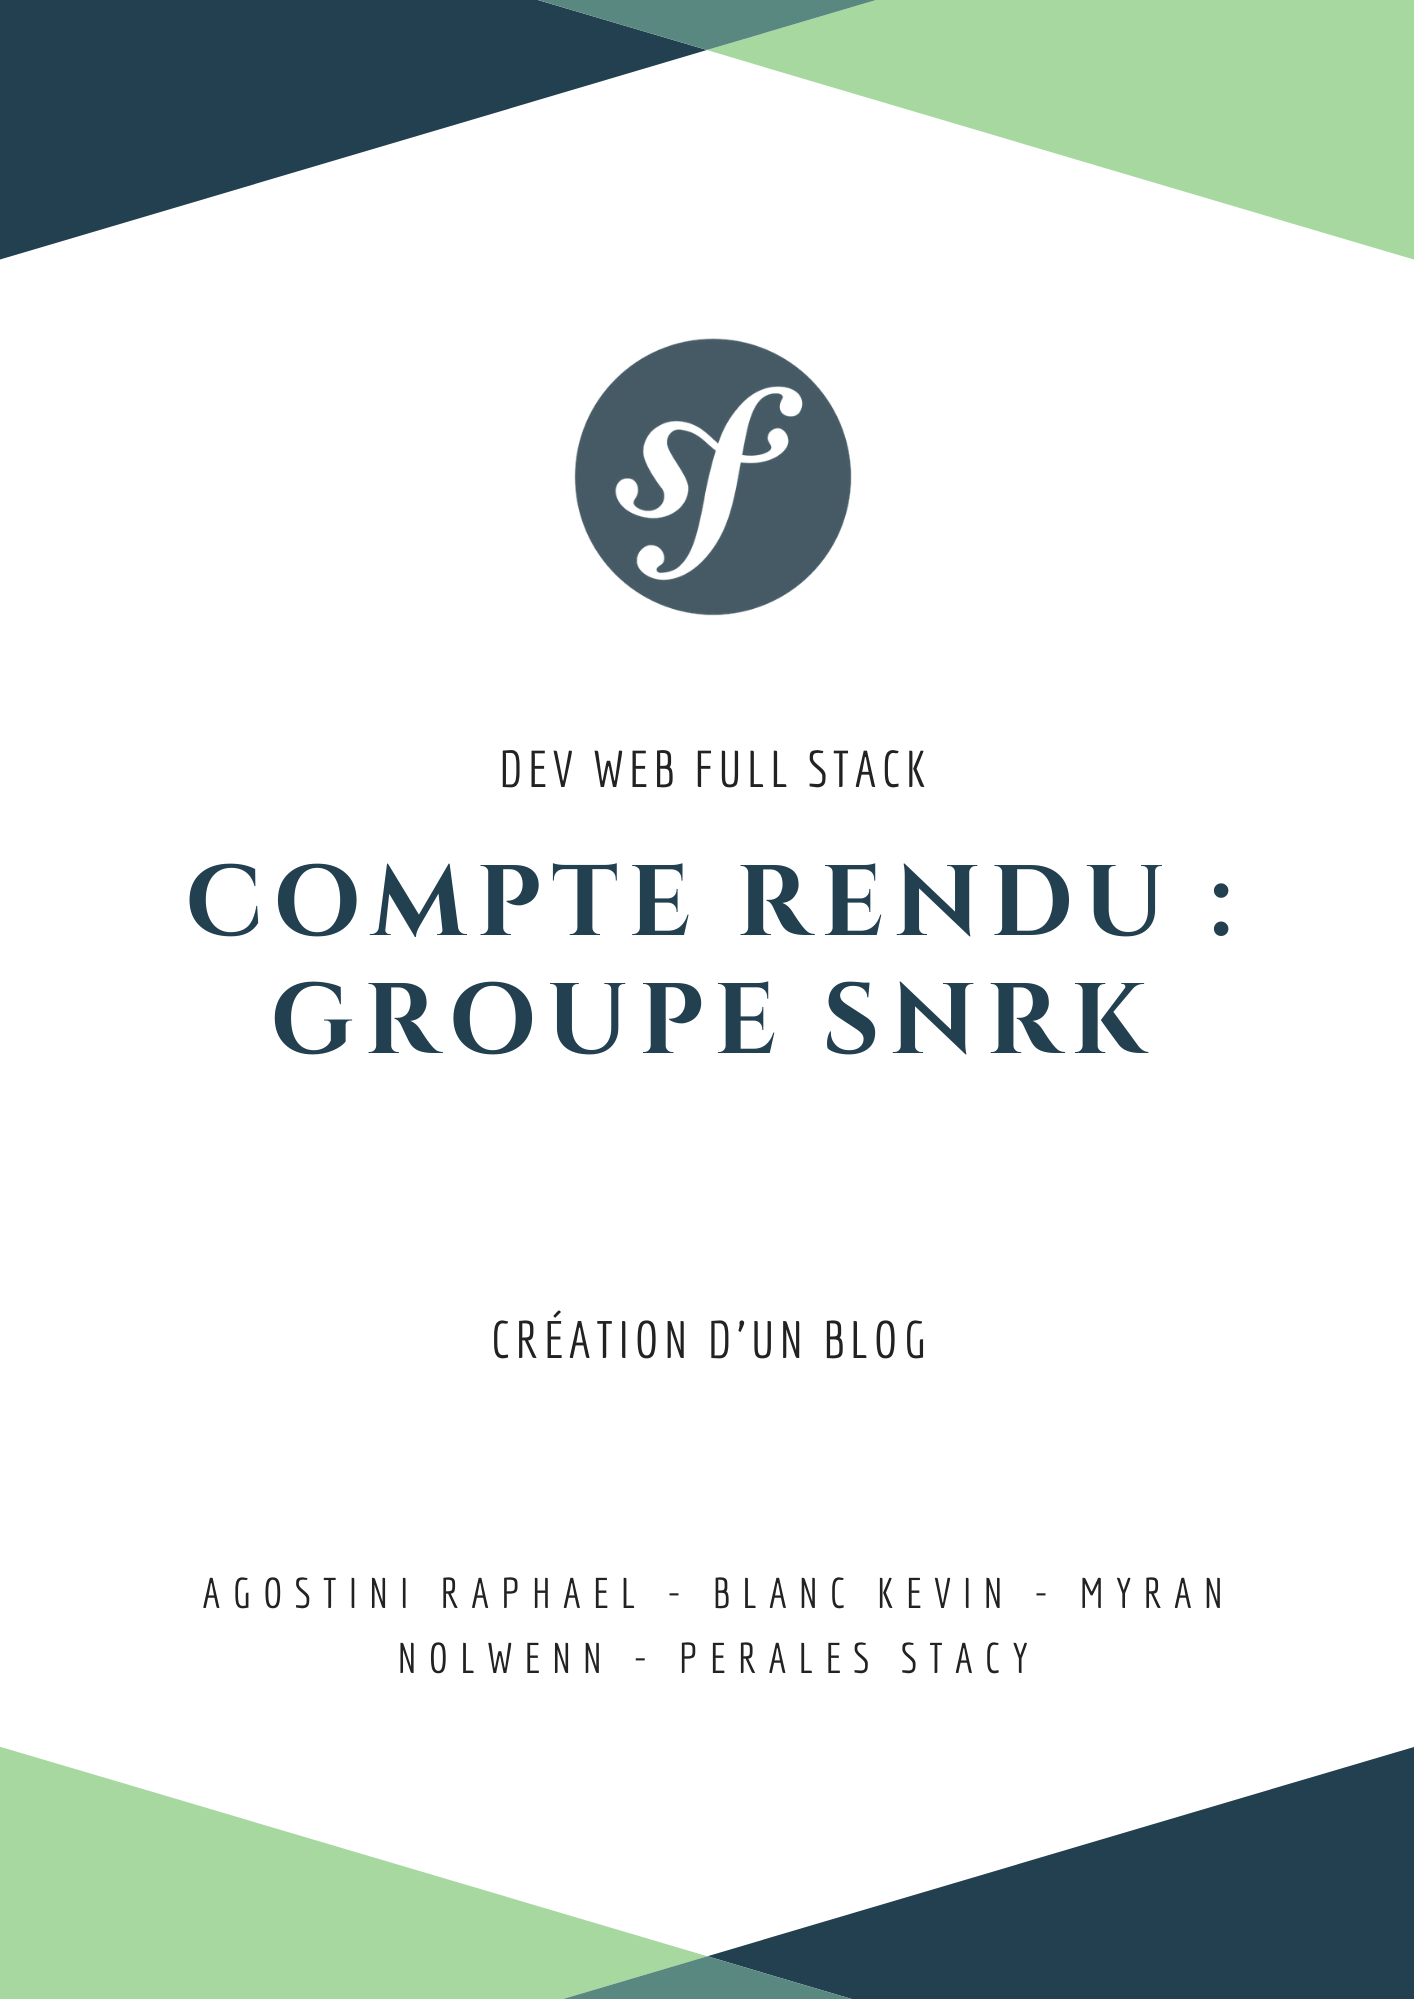 sf
DEV WEB FULL STACK
COMPTE RENDU :
GROUPE SNRK
CRÉATION D'UN BLOG
AGOSTINI RAPHAEL - BLANC KEVIN - MYRAN
NOLWENN - PERALES STACY